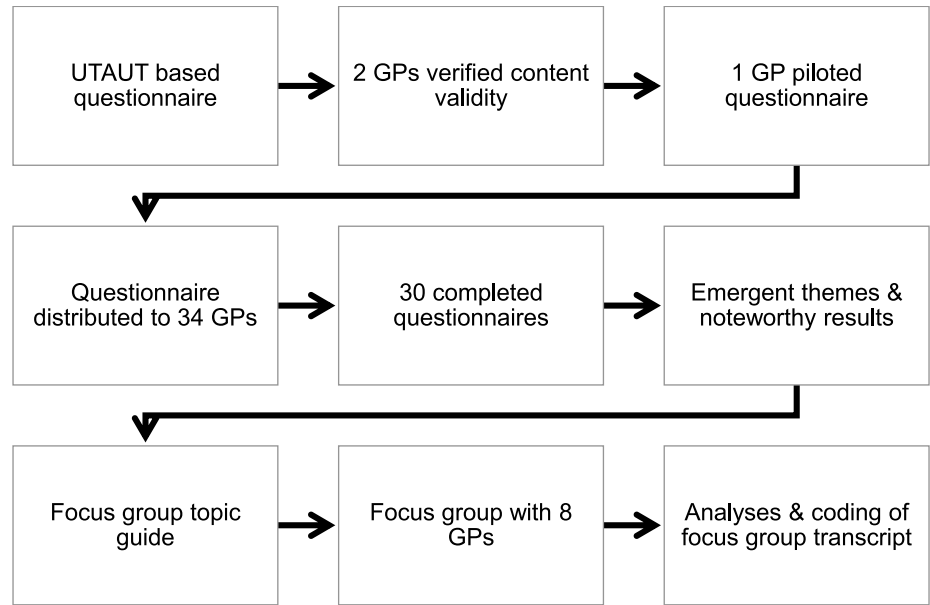 UTAUT based
questionnaire
2 GPs verified content
validity
1 GP piloted
questionnaire
Questionnaire
distributed to 34 GPs
30 completed
questionnaires
Emergent themes &
noteworthy results
Focus group topic
guide
Focus group with 8
GPs
Analyses & coding of
focus group transcript